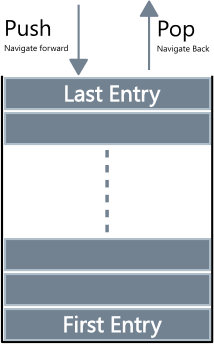 Push
Navigate forward
Pop
Navigate Back
Last Entry
First Entry